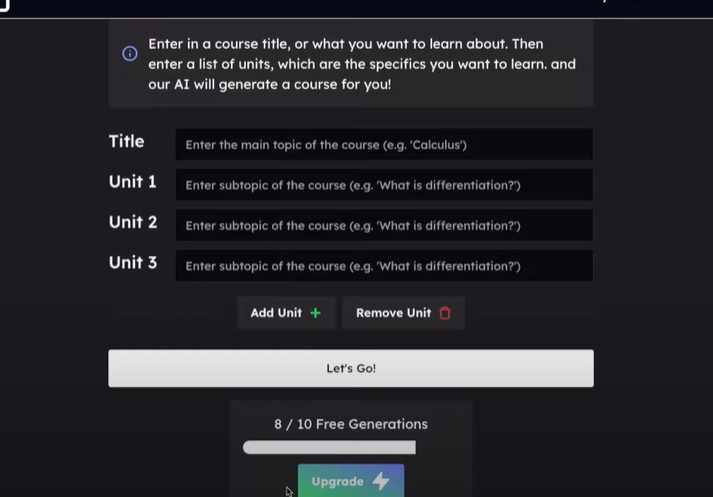 Enter in a course title, or what you want to learn about. Then
enter a list of units, which are the specifics you want to learn. and
our AI will generate a course for you!
Title
Enter the main topic of the course (e.g. 'Calculus')
Unit 1
Enter subtopic of the course (e.g. 'What is differentiation?')
Unit 2
Enter subtopic of the course (e.g. 'What is differentiation?')
Unit 3
Enter subtopic of the course (e.g. 'What is differentiation?')
Add Unit +
Remove Unit
Let's Go!
8 / 10 Free Generations
Upgrade